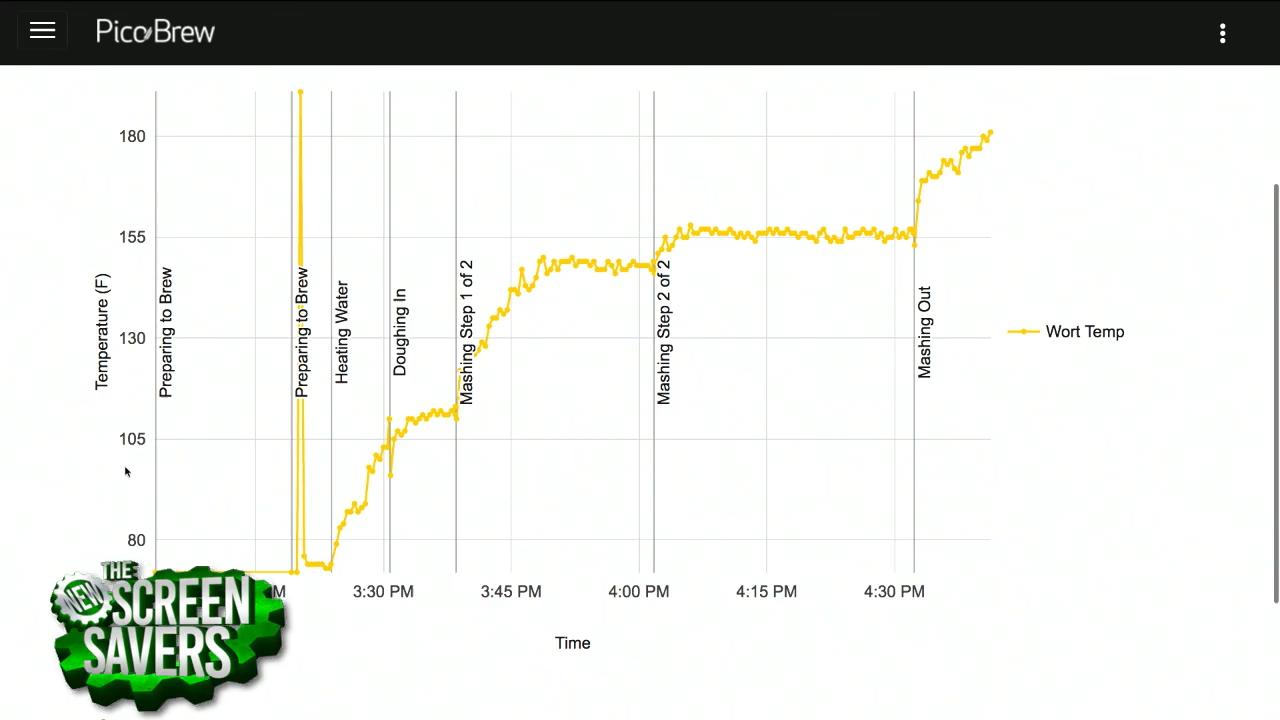 PicoBrew
180
155
130
105
80
Temperature (F)
Preparing to Brew
Preparing to Brew
Heating Water
Doughing In
Mashing Step 1 of 2
Mashing Step 2 of 2
Mashing Out
Wort Temp
M
3:30 PM
3:45 PM
4:00 PM
4:15 PM
4:30 PM
Time
THE
NEW
SCREEN
SAVERS